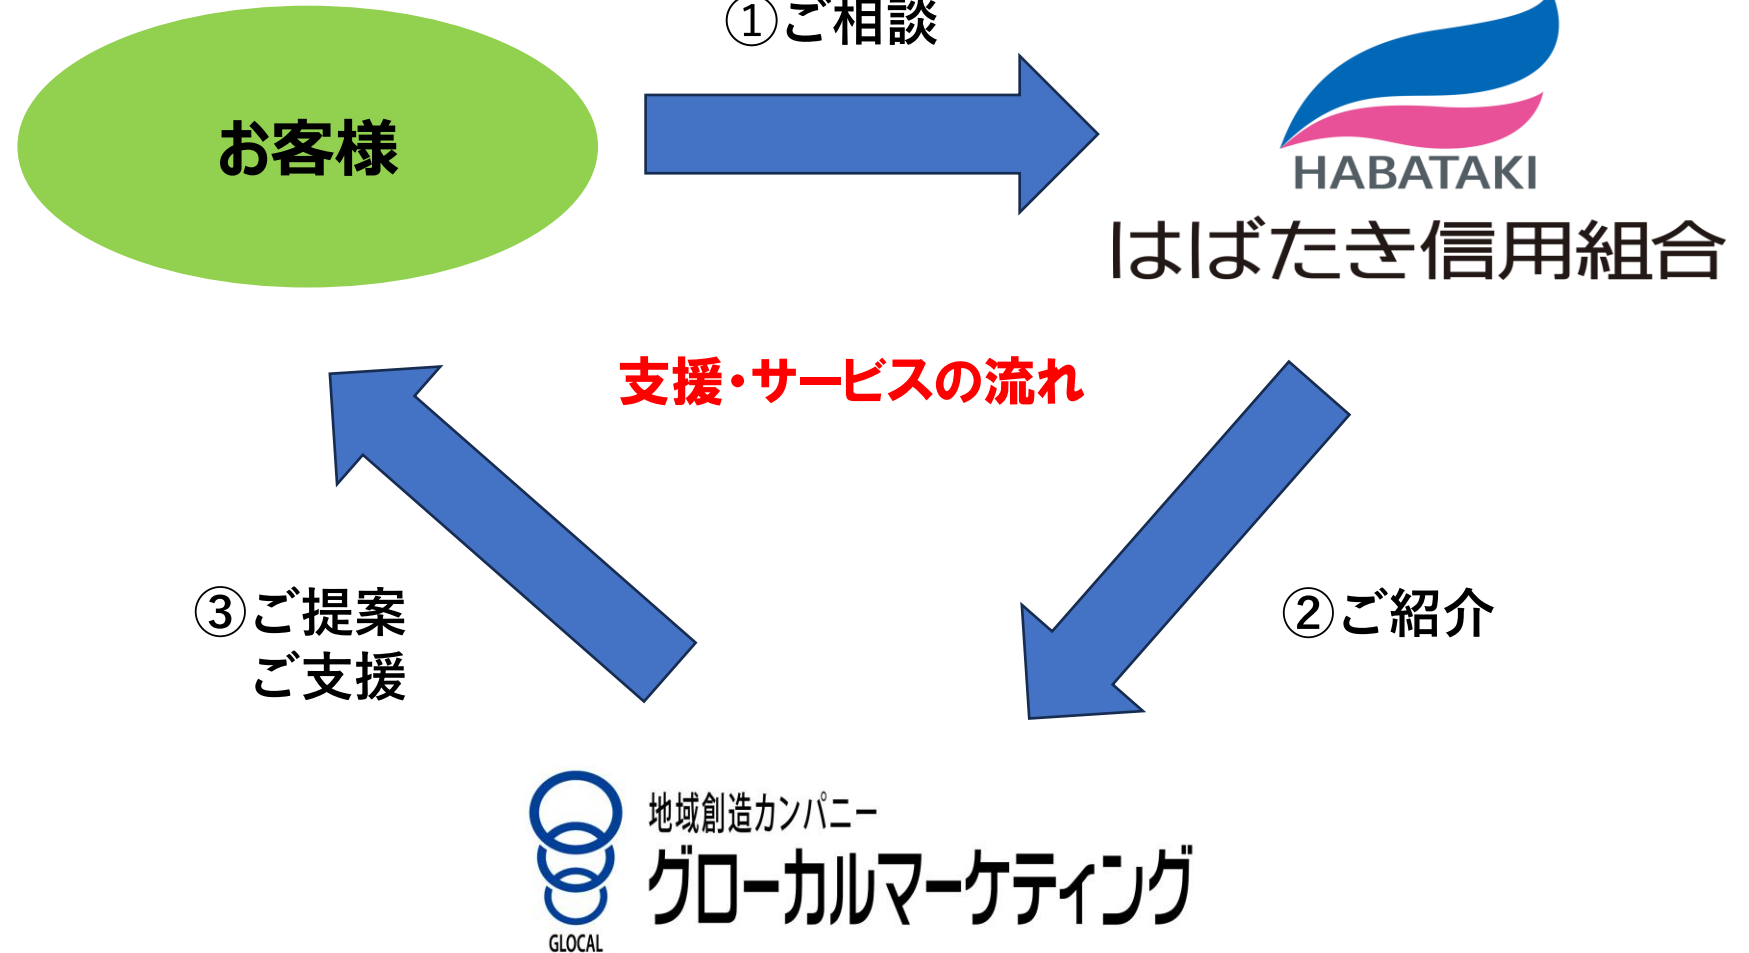 ①ご相談
お客様
HABATAKI
はばたき信用組合
支援・サービスの流れ
③ご提案
ご支援
②ご紹介
地域創造カンパニー
グローカルマーケティング
GLOCAL